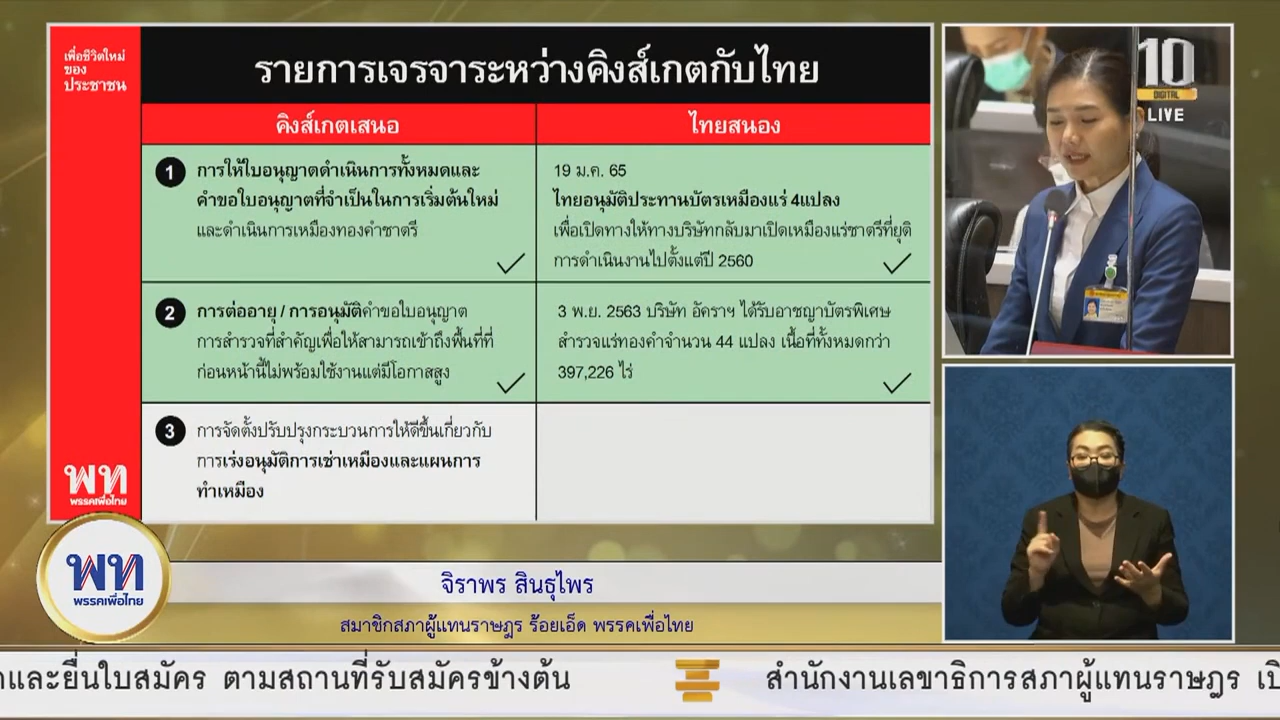 เพื่อชีวิตใหม่
ของ
ประชาชน
รายการเจรจาระหว่างคิงส์เกตกับไทย
คิงส์เกตเสนอ
ไทยสนอง
1
การให้ใบอนุญาตดำเนินการทั้งหมดและ
คำขอใบอนุญาตที่จำเป็นในการเริ่มต้นใหม่
และดำเนินการเหมืองทองคำชาตรี
19 ม.ค. 65
ไทยอนุมัติประทานบัตรเหมืองแร่ 4แปลง
เพื่อเปิดทางให้ทางบริษัทกลับมาเปิดเหมืองแร่ชาตรีที่ยุติ
การดำเนินงานไปตั้งแต่ปี 2560
2
การต่ออายุ / การอนุมัติคำขอใบอนุญาต
การสำรวจที่สำคัญเพื่อให้สามารถเข้าถึงพื้นที่ที่
ก่อนหน้านี้ไม่พร้อมใช้งานแต่มีโอกาสสูง
3 พ.ย. 2563 บริษัท อัคราฯ ได้รับอาชญาบัตรพิเศษ
สำรวจแร่ทองคำจำนวน 44 แปลง เนื้อที่ทั้งหมดกว่า
397,226 ไร่
3
การจัดตั้งปรับปรุงกระบวนการให้ดีขึ้นเกี่ยวกับ
การเร่งอนุมัติการเช่าเหมืองและแผนการ
ทำเหมือง
พท
พรรคเพื่อไทย
10
DIGITAL
LIVE
พท
พรรคเพื่อไทย
จิราพร สินธุไพร
สมาชิกสภาผู้แทนราษฎร ร้อยเอ็ด พรรคเพื่อไทย
และยื่นใบสมัคร ตามสถานที่รับสมัครข้างต้น
สำนักงานเลขาธิการสภาผู้แทนราษฎร